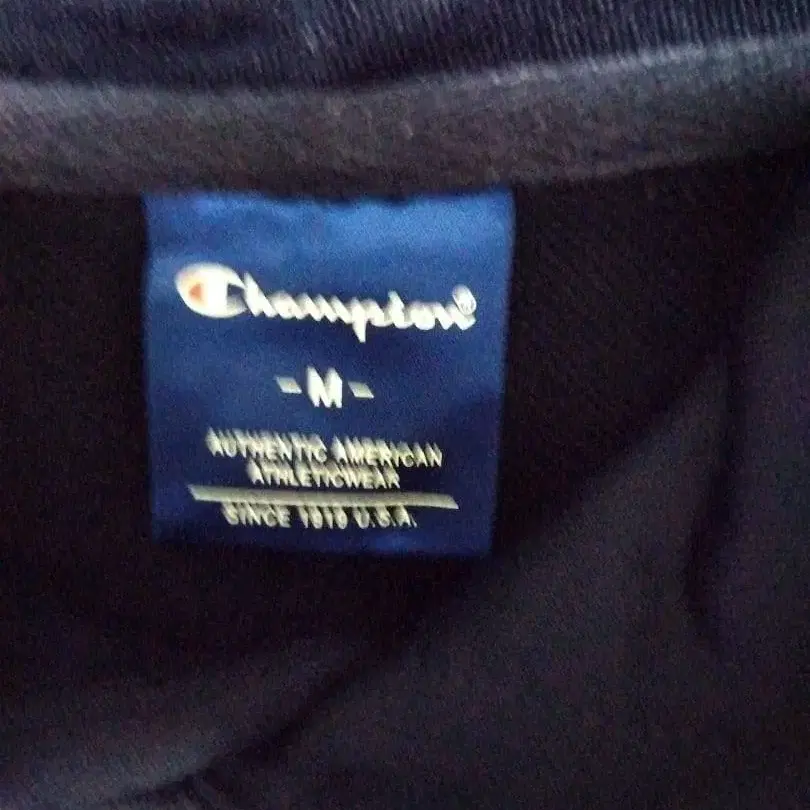 Champion®
- M -
AUTHENTIC AMERICAN
ATHLETICWEAR
SINCE 1919 U.S.A.